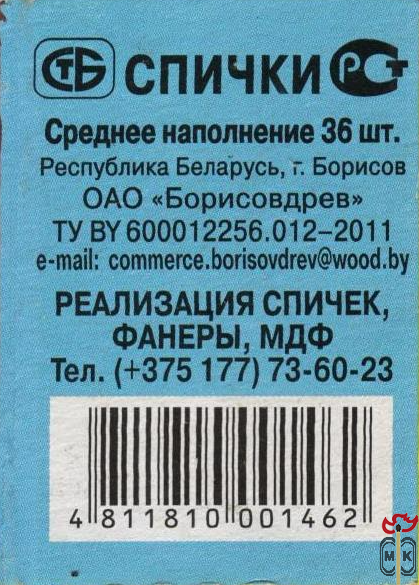 СТБ СПИЧКИ РСТ
Среднее наполнение 36 шт.
Республика Беларусь, г. Борисов
ОАО «Борисовдрев»
ТУ BY 600012256.012–2011
e-mail: commerce.borisovdrev@wood.by
РЕАЛИЗАЦИЯ СПИЧЕК,
ФАНЕРЫ, МДФ
Тел. (+375 177) 73-60-23
4 811810 001462
М К